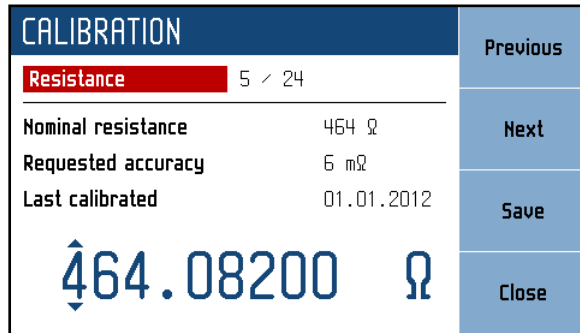 CALIBRATION
Resistance 5 / 24
Nominal resistance 464 Ω
Requested accuracy 6 mΩ
Last calibrated 01.01.2012
464.08200 Ω
Previous
Next
Save
Close